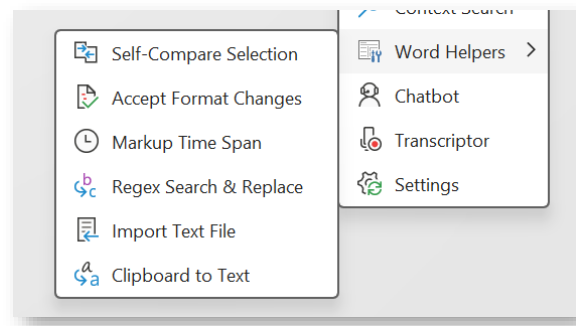 Context Search
Word Helpers
Chatbot
Transcriptor
Settings
Self-Compare Selection
Accept Format Changes
Markup Time Span
Regex Search & Replace
Import Text File
Clipboard to Text